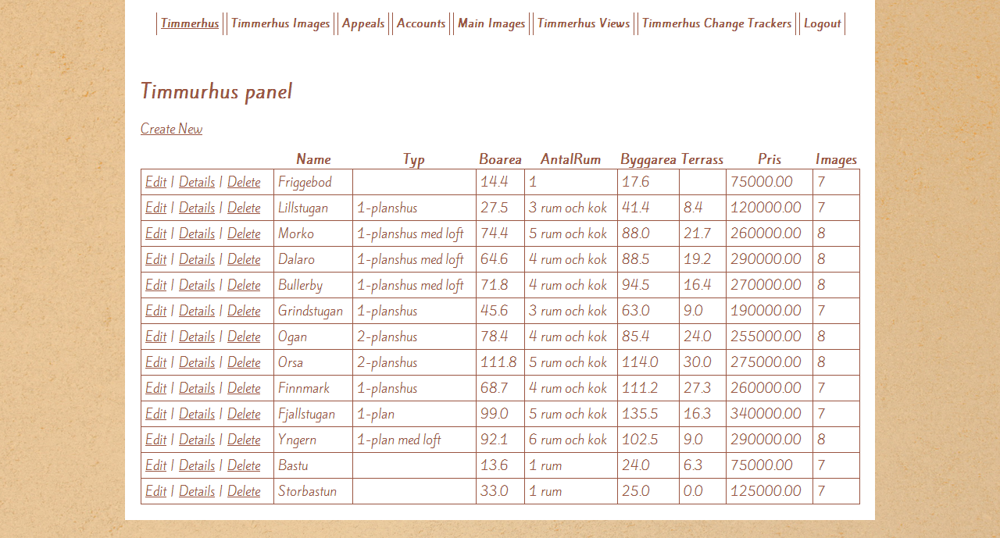 Timmerhus Timmerhus Images Appeals Accounts Main Images Timmerhus Views Timmerhus Change Trackers Logout
Timmurhus panel
Create New
Name Typ Boarea AntalRum Byggarea Terrass Pris Images
Edit | Details | Delete Friggebod 14.4 1 17.6 75000.00 7
Edit | Details | Delete Lillstugan 1-planshus 27.5 3 rum och kok 41.4 8.4 120000.00 7
Edit | Details | Delete Morko 1-planshus med loft 74.4 5 rum och kok 88.0 21.7 260000.00 8
Edit | Details | Delete Dalaro 1-planshus med loft 64.6 4 rum och kok 88.5 19.2 290000.00 8
Edit | Details | Delete Bullerby 1-planshus med loft 71.8 4 rum och kok 94.5 16.4 270000.00 8
Edit | Details | Delete Grindstugan 1-planshus 45.6 3 rum och kok 63.0 9.0 190000.00 7
Edit | Details | Delete Ogan 2-planshus 78.4 4 rum och kok 85.4 24.0 255000.00 8
Edit | Details | Delete Orsa 2-planshus 111.8 5 rum och kok 114.0 30.0 275000.00 8
Edit | Details | Delete Finnmark 1-planshus 68.7 4 rum och kok 111.2 27.3 260000.00 7
Edit | Details | Delete Fjallstugan 1-plan 99.0 5 rum och kok 135.5 16.3 340000.00 7
Edit | Details | Delete Yngern 1-plan med loft 92.1 6 rum och kok 102.5 9.0 290000.00 8
Edit | Details | Delete Bastu 13.6 1 rum 24.0 6.3 75000.00 7
Edit | Details | Delete Storbastun 33.0 1 rum 25.0 0.0 125000.00 7